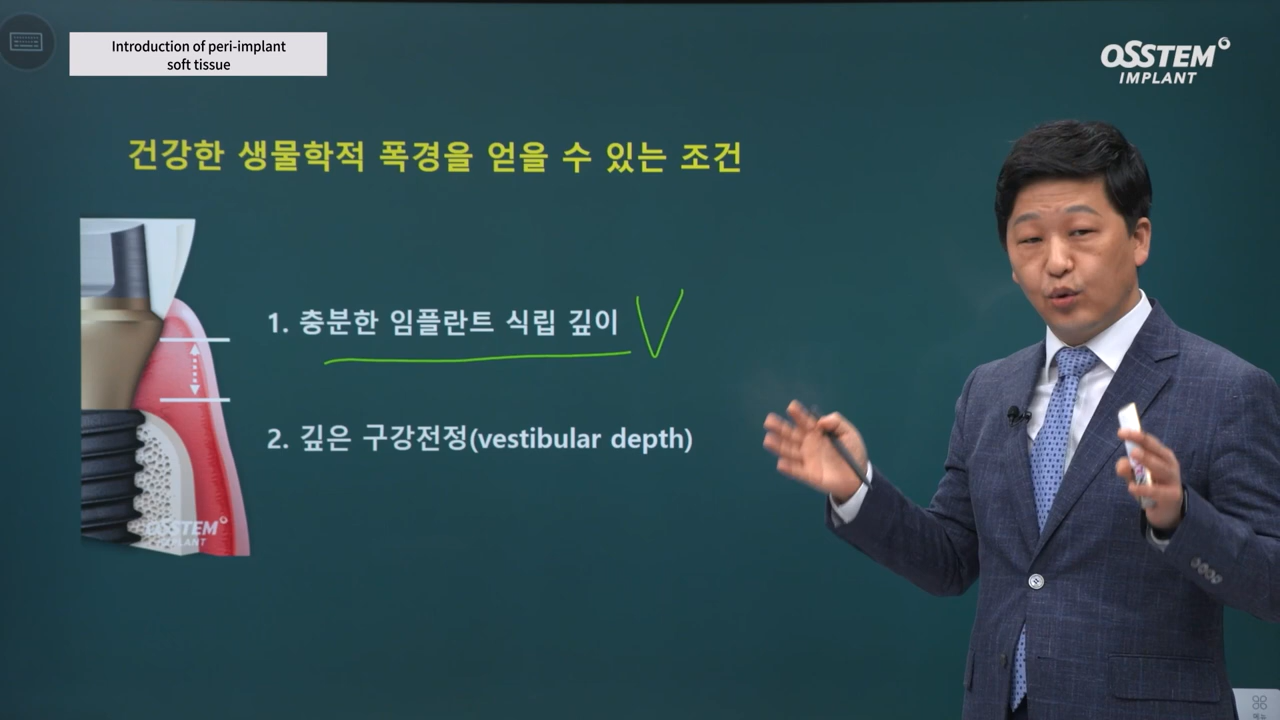 Introduction of peri-implant
soft tissue
OSSTEM
IMPLANT
건강한 생물학적 폭경을 얻을 수 있는 조건
1. 충분한 임플란트 식립 깊이 V
2. 깊은 구강전정(vestibular depth)
OSSTEM
IMPLANT